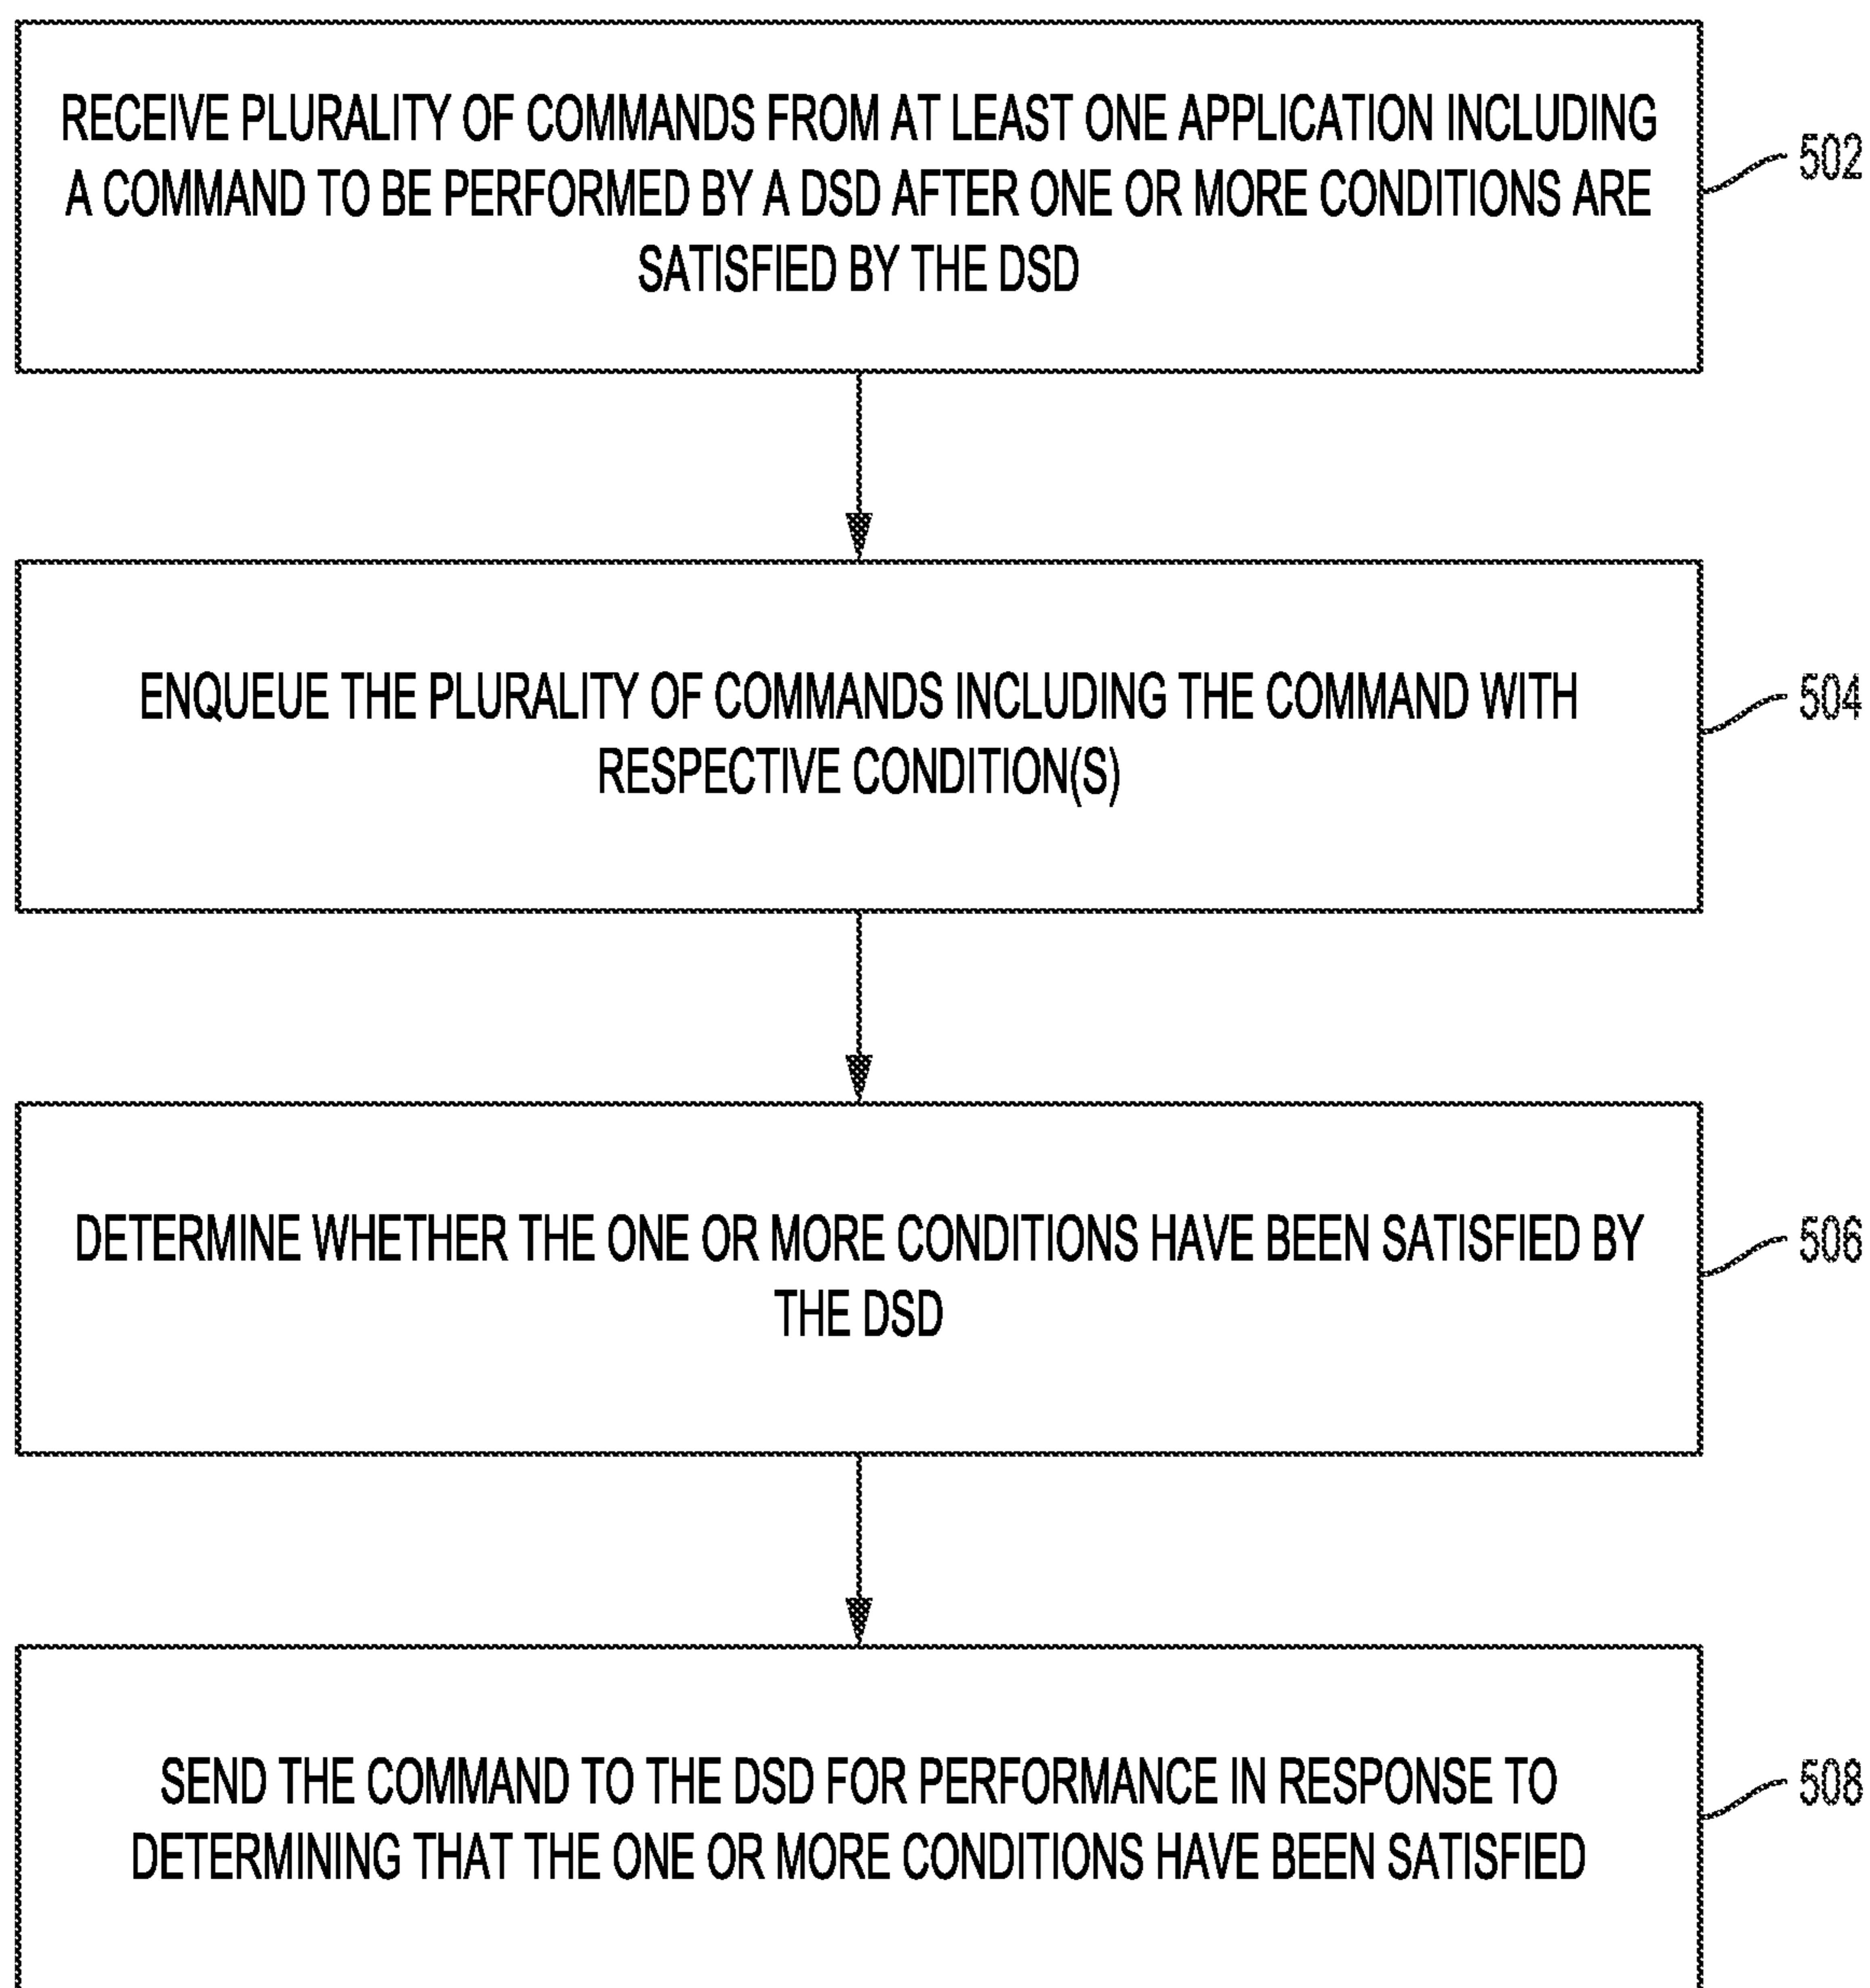 RECEIVE PLURALITY OF COMMANDS FROM AT LEAST ONE APPLICATION INCLUDING
A COMMAND TO BE PERFORMED BY A DSD AFTER ONE OR MORE CONDITIONS ARE
SATISFIED BY THE DSD
502
ENQUEUE THE PLURALITY OF COMMANDS INCLUDING THE COMMAND WITH
RESPECTIVE CONDITION(S)
504
DETERMINE WHETHER THE ONE OR MORE CONDITIONS HAVE BEEN SATISFIED BY
THE DSD
506
SEND THE COMMAND TO THE DSD FOR PERFORMANCE IN RESPONSE TO
DETERMINING THAT THE ONE OR MORE CONDITIONS HAVE BEEN SATISFIED
508